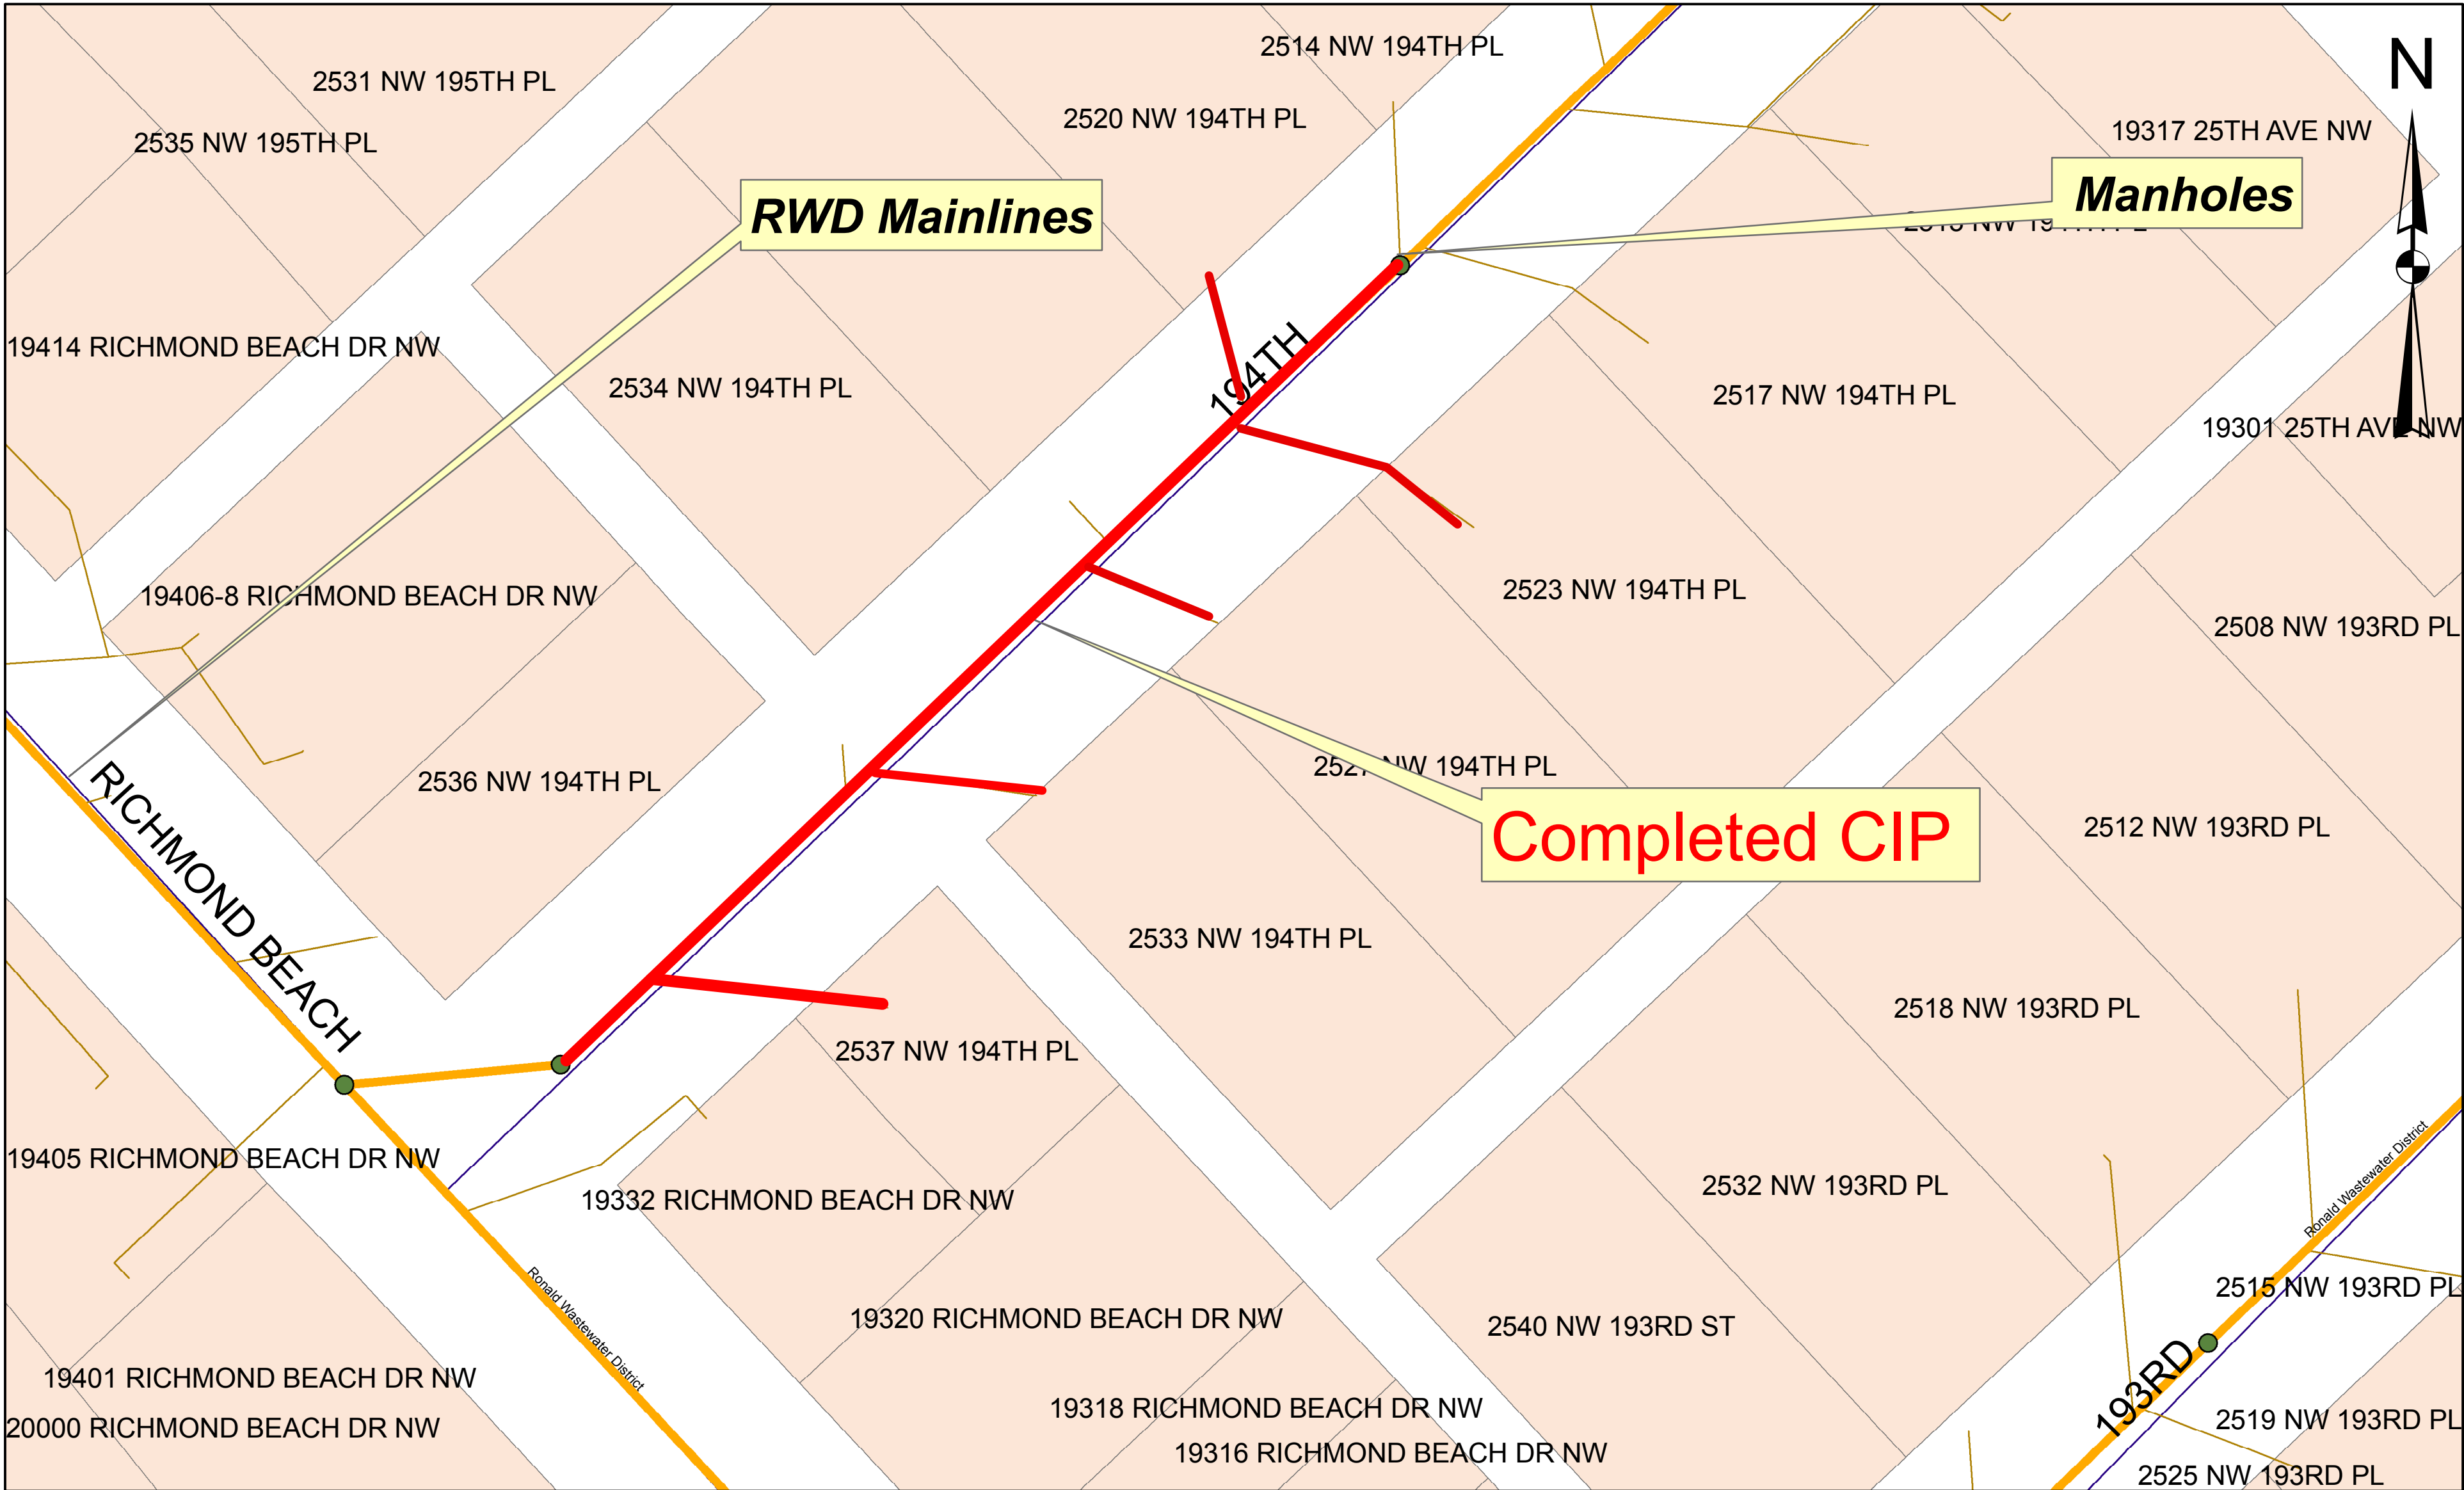 2514 NW 194TH PL
N
2531 NW 195TH PL
2520 NW 194TH PL
19317 25TH AVE NW
2535 NW 195TH PL
Manholes
RWD Mainlines
NW
PL
19414 RICHMOND BEACH DR NW
194TH
2534 NW 194TH PL
2517 NW 194TH PL
19301 25TH AVE NW
19406-8 RICHMOND BEACH DR NW
2523 NW 194TH PL
2508 NW 193RD PL
2536 NW 194TH PL
2527 NW 194TH PL
Completed CIP
2512 NW 193RD PL
RICHMOND BEACH
2533 NW 194TH PL
2518 NW 193RD PL
2537 NW 194TH PL
19405 RICHMOND BEACH DR NW
19332 RICHMOND BEACH DR NW
2532 NW 193RD PL
Ronald Wastewater District
2515 NW 193RD PL
Ronald Wastewater District
19320 RICHMOND BEACH DR NW
2540 NW 193RD ST
193RD
19401 RICHMOND BEACH DR NW
19318 RICHMOND BEACH DR NW
2519 NW 193RD PL
20000 RICHMOND BEACH DR NW
19316 RICHMOND BEACH DR NW
2525 NW 193RD PL